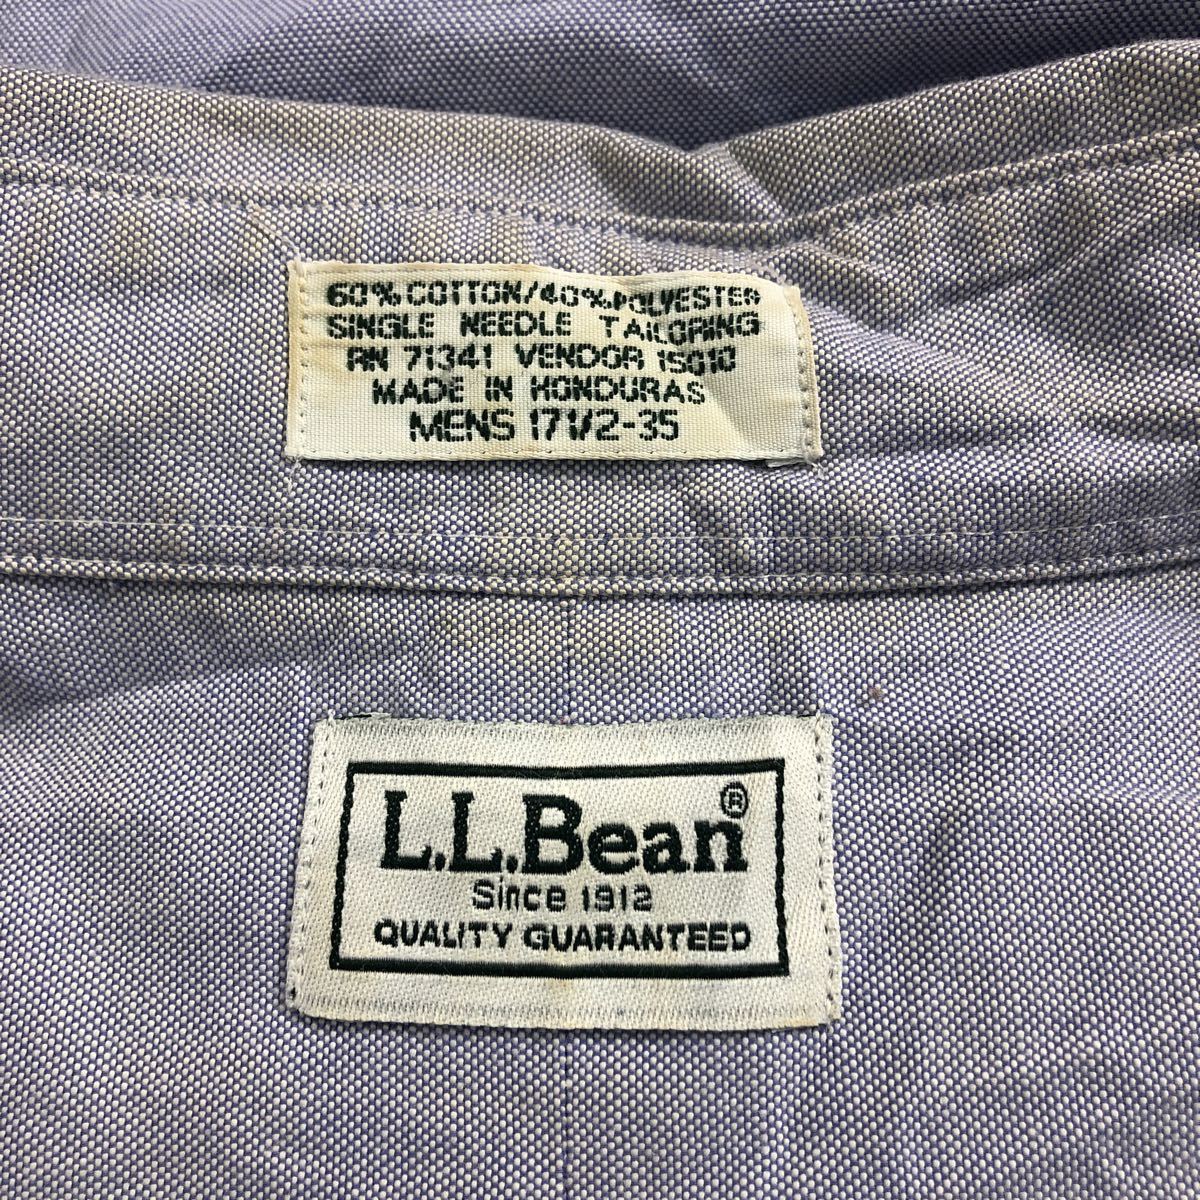 60% COTTON/40% POLYESTER
SINGLE NEEDLE TAILORING
RN 71341 VENDOR 15010
MADE IN HONDURAS
MENS 17 1/2-35
L.L.Bean®
Since 1912
QUALITY GUARANTEED